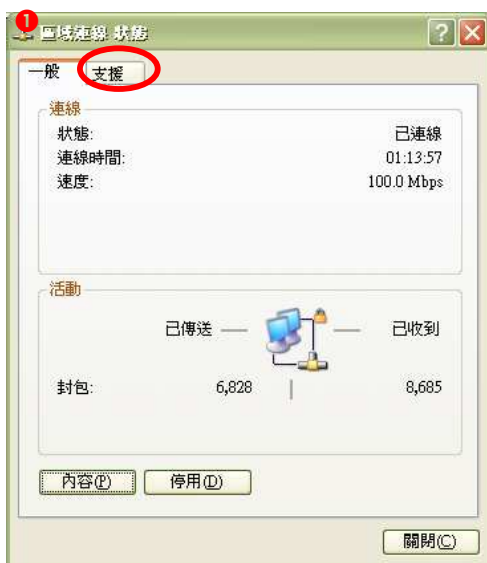 1
區域連線 狀態
一般 支援
連線
狀態: 已連線
連線時間: 01:13:57
速度: 100.0 Mbps
活動
已傳送 已收到
封包: 6,828 8,685
內容(P) 停用(D)
關閉(C)